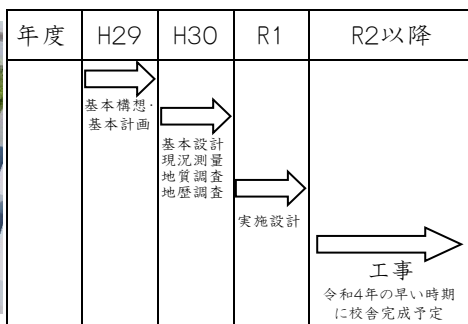 年度 H29 H30 R1 R2以降
基本構想・
基本計画
基本設計
現況測量
地質調査
地歴調査
実施設計
工事
令和4年の早い時期
に校舎完成予定